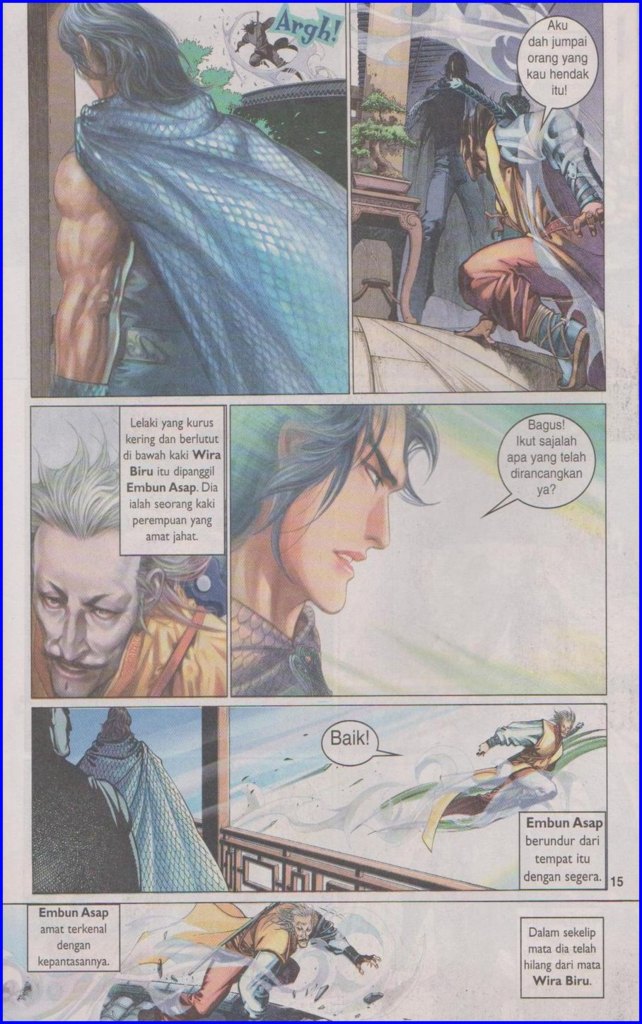 Argh!
Aku
dah jumpai
orang yang
kau hendak
itu!
Lelaki yang kurus
kering dan berlutut
di bawah kaki Wira
Biru itu dipanggil
Embun Asap. Dia
ialah seorang kaki
perempuan yang
amat jahat.
Bagus!
Ikut sajalah
apa yang telah
dirancangkan
ya?
Baik!
Embun Asap
berundur dari
tempat itu
dengan segera.
15
Embun Asap
amat terkenal
dengan
kepantasannya.
Dalam sekelip
mata dia telah
hilang dari mata
Wira Biru.